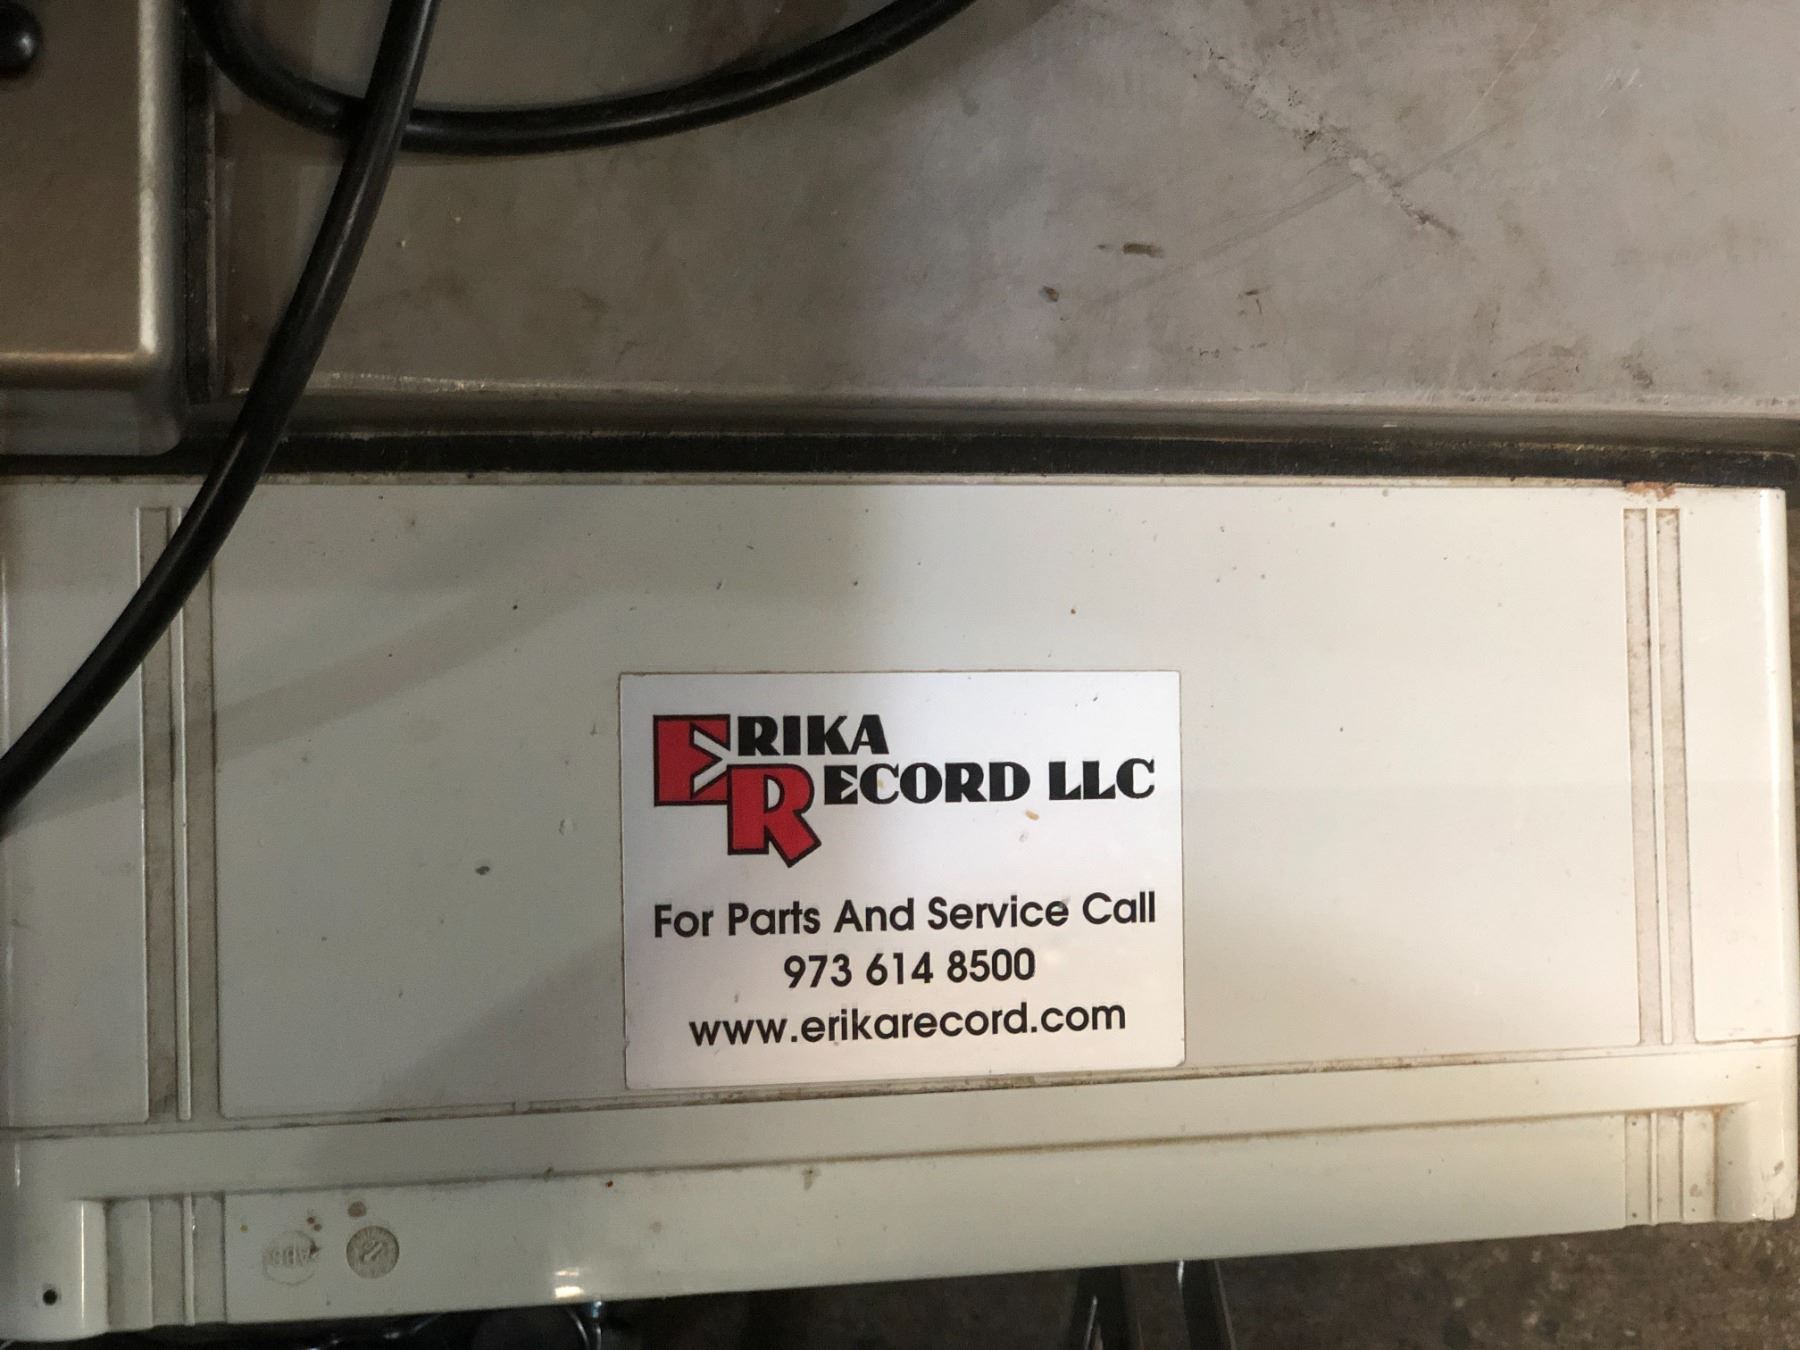 ERIKA
RECORD LLC
For Parts And Service Call
973 614 8500
www.erikarecord.com